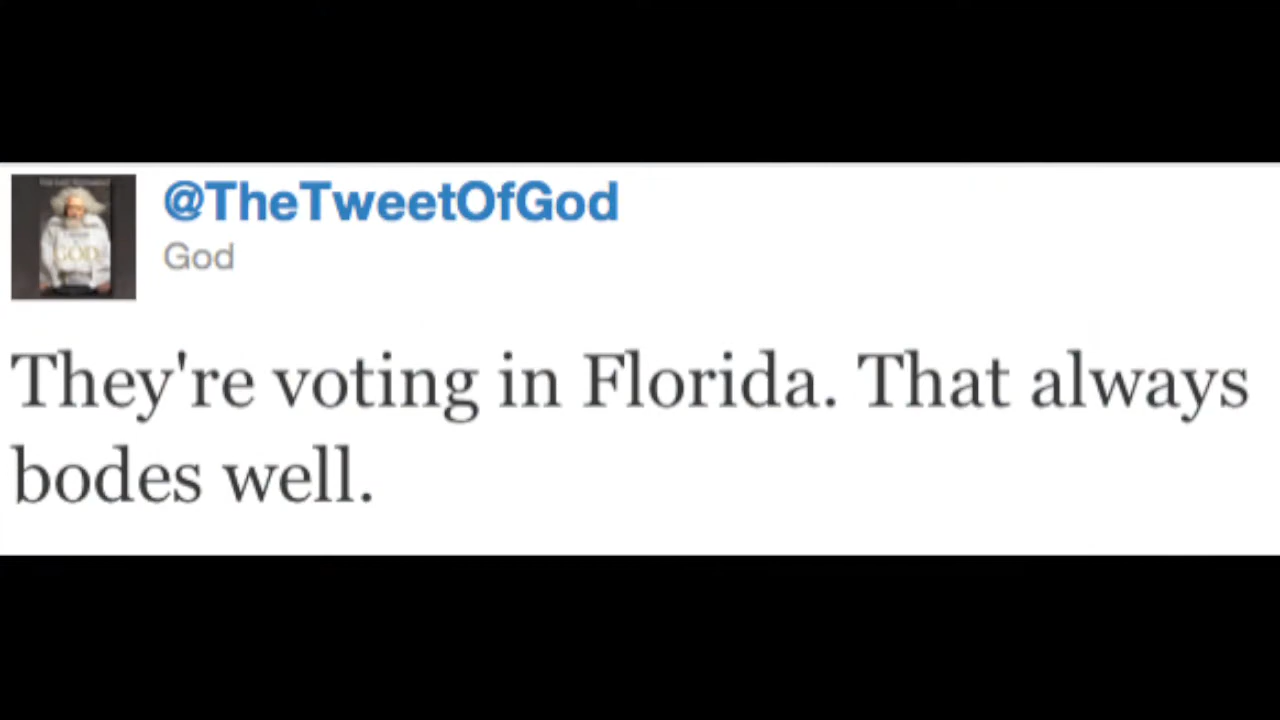 @TheTweetOfGod
God
They're voting in Florida. That always
bodes well.